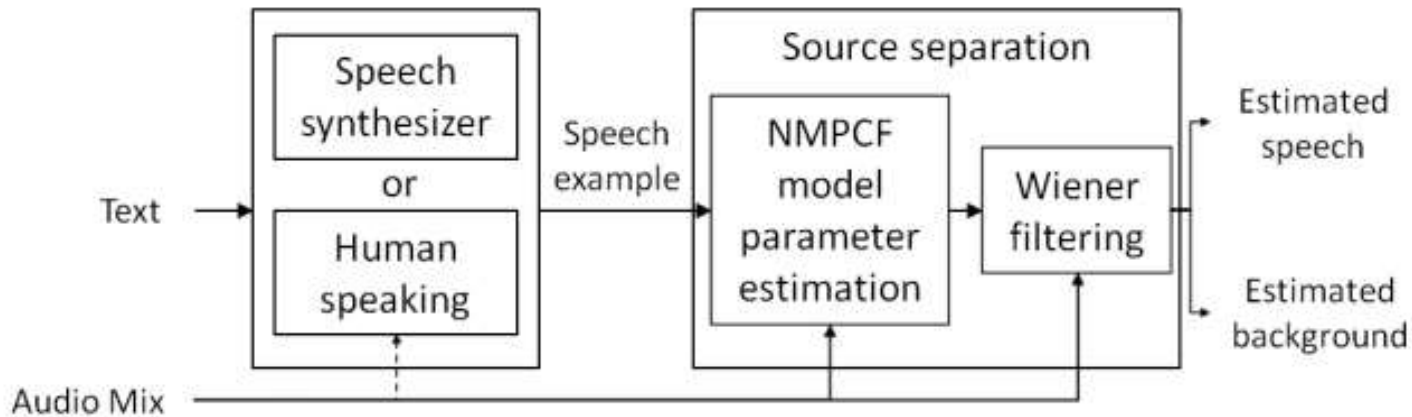 Text
Speech
synthesizer
or
Human
speaking
Speech
example
Source separation
NMPCF
model
parameter
estimation
Wiener
filtering
Estimated
speech
Estimated
background
Audio Mix